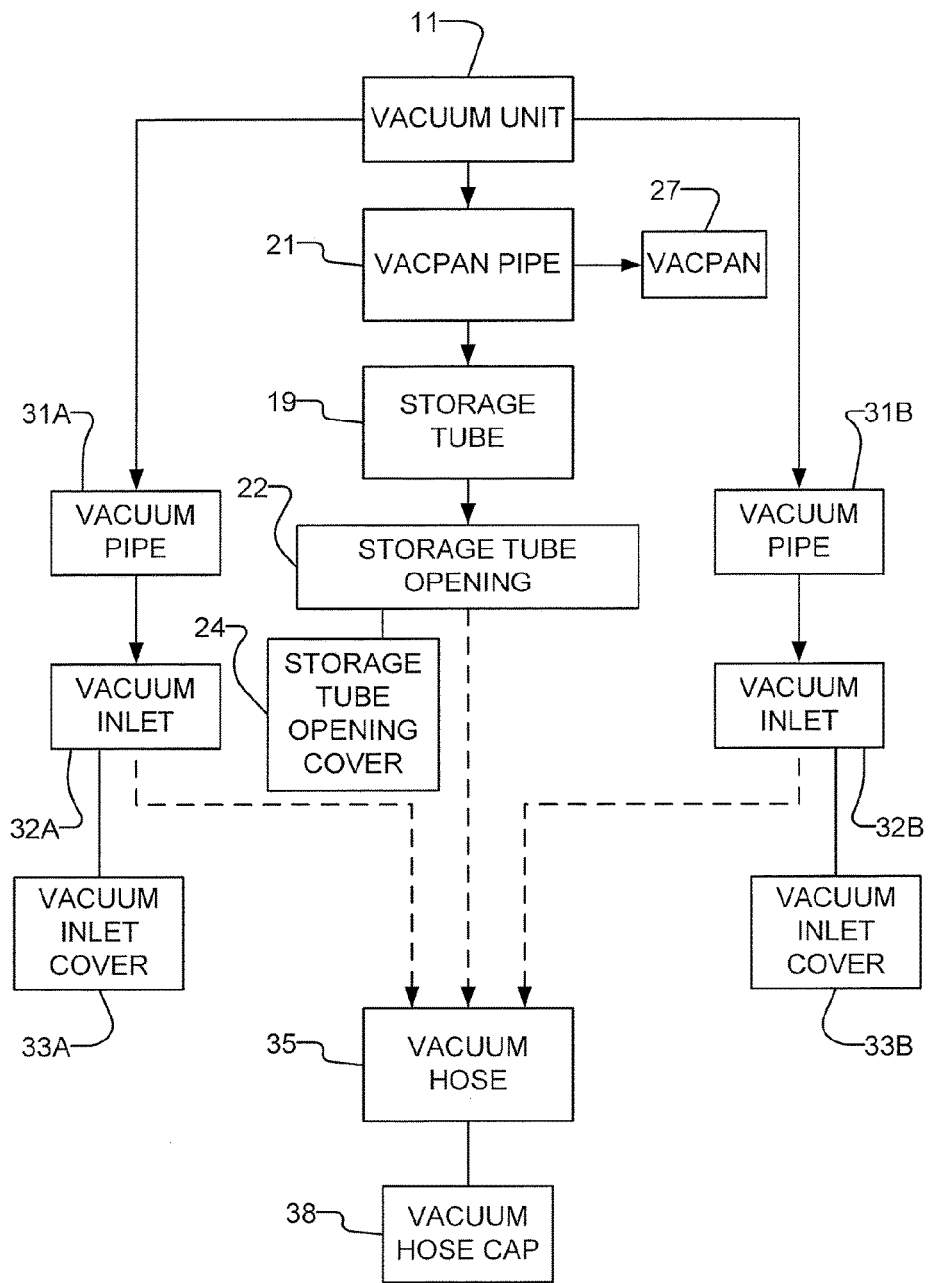 11
VACUUM UNIT
27
21
VACPAN PIPE
VACPAN
19
STORAGE
TUBE
31A
31B
22
VACUUM
PIPE
STORAGE TUBE
OPENING
VACUUM
PIPE
24
VACUUM
INLET
STORAGE
TUBE
OPENING
COVER
VACUUM
INLET
32A
32B
VACUUM
INLET
COVER
VACUUM
INLET
COVER
33A
35
VACUUM
HOSE
33B
38
VACUUM
HOSE CAP